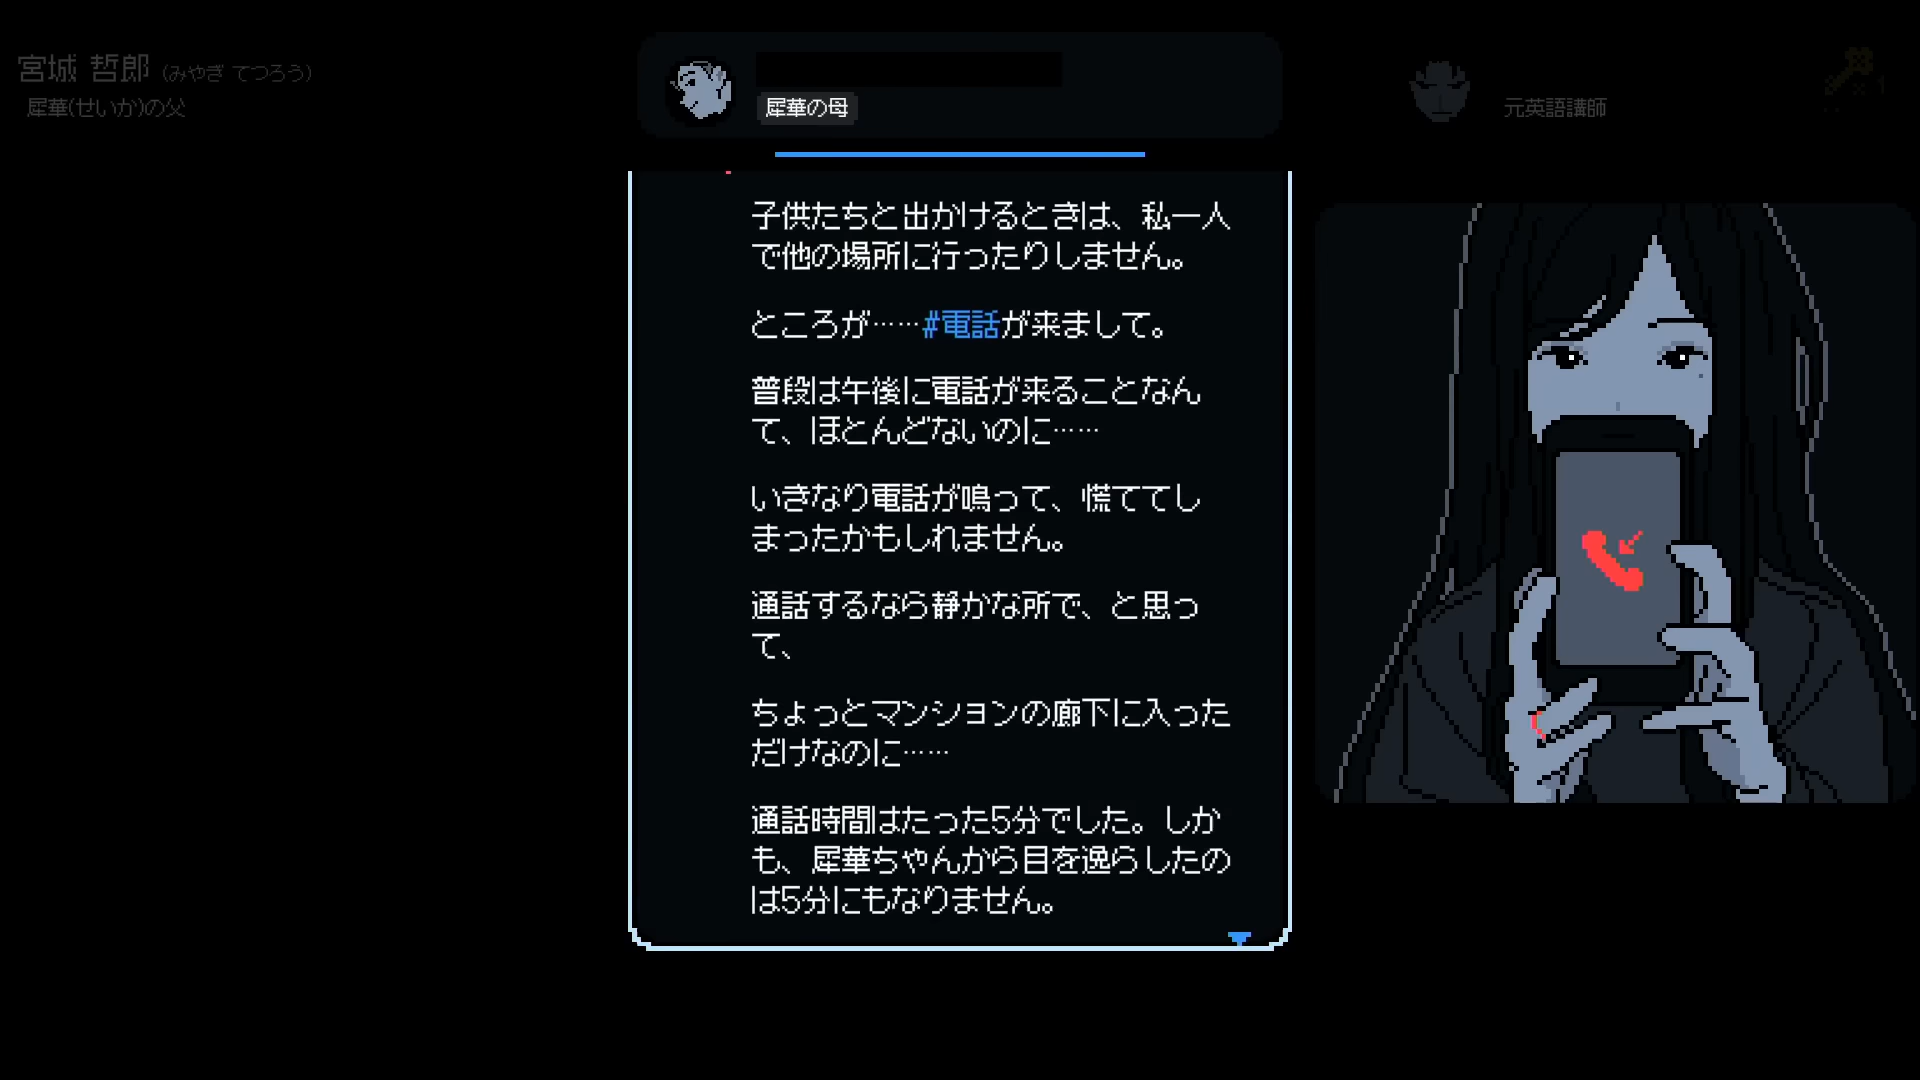 宮城 哲郎 (みやぎ てつろう)
犀華(せいか)の父
犀華の母
元英語講師
子供たちと出かけるときは、私一人
で他の場所に行ったりしません。
ところが……#電話が来まして。
普段は午後に電話が来ることなん
て、ほとんどないのに……
いきなり電話が鳴って、慌ててし
まったかもしれません。
通話するなら静かな所で、と思っ
て、
ちょっとマンションの廊下に入った
だけなのに……
通話時間はたった5分でした。しか
も、犀華ちゃんから目を逸らしたの
は5分にもなりません。